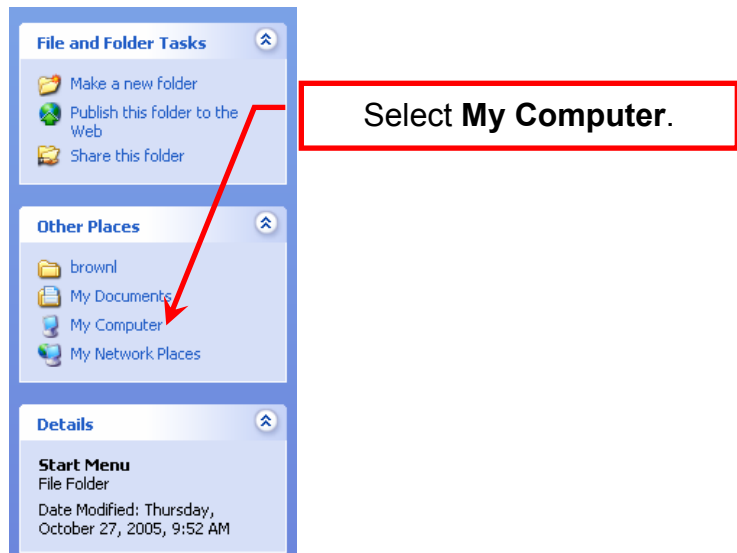 File and Folder Tasks
Make a new folder
Publish this folder to the
Web
Share this folder
Select My Computer.
Other Places
brownl
My Documents
My Computer
My Network Places
Details
Start Menu
File Folder
Date Modified: Thursday,
October 27, 2005, 9:52 AM